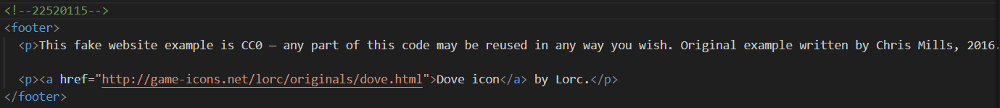 <!--22520115-->
<footer>
<p>This fake website example is CC0 — any part of this code may be reused in any way you wish. Original example written by Chris Mills, 2016.
<p><a href="http://game-icons.net/lorc/originals/dove.html">Dove icon</a> by Lorc.</p>
</footer>